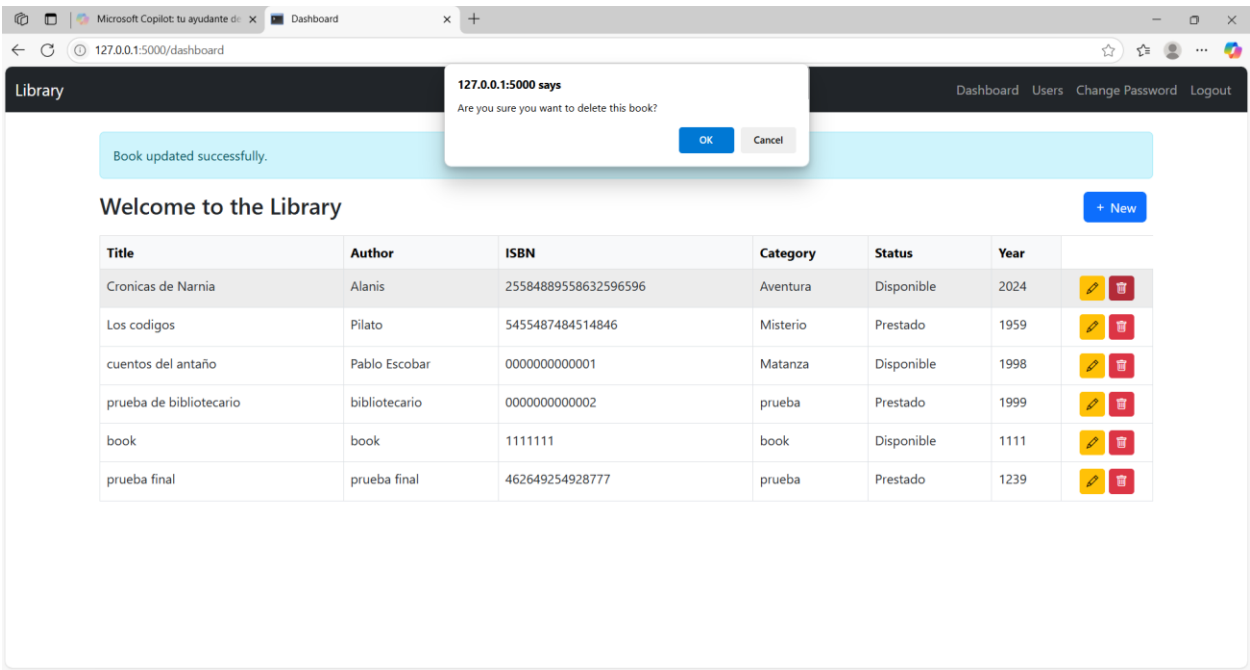 Microsoft Copilot: tu ayudante de
Dashboard
127.0.0.1:5000/dashboard
Library
Dashboard Users Change Password Logout
127.0.0.1:5000 says
Are you sure you want to delete this book?
OK Cancel
Book updated successfully.
Welcome to the Library
+ New
Title Author ISBN Category Status Year
Cronicas de Narnia Alanis 25584889558632596596 Aventura Disponible 2024
Los codigos Pilato 5455487484514846 Misterio Prestado 1959
cuentos del antaño Pablo Escobar 0000000000001 Matanza Disponible 1998
prueba de bibliotecario bibliotecario 0000000000002 prueba Prestado 1999
book book 1111111 book Disponible 1111
prueba final prueba final 462649254928777 prueba Prestado 1239